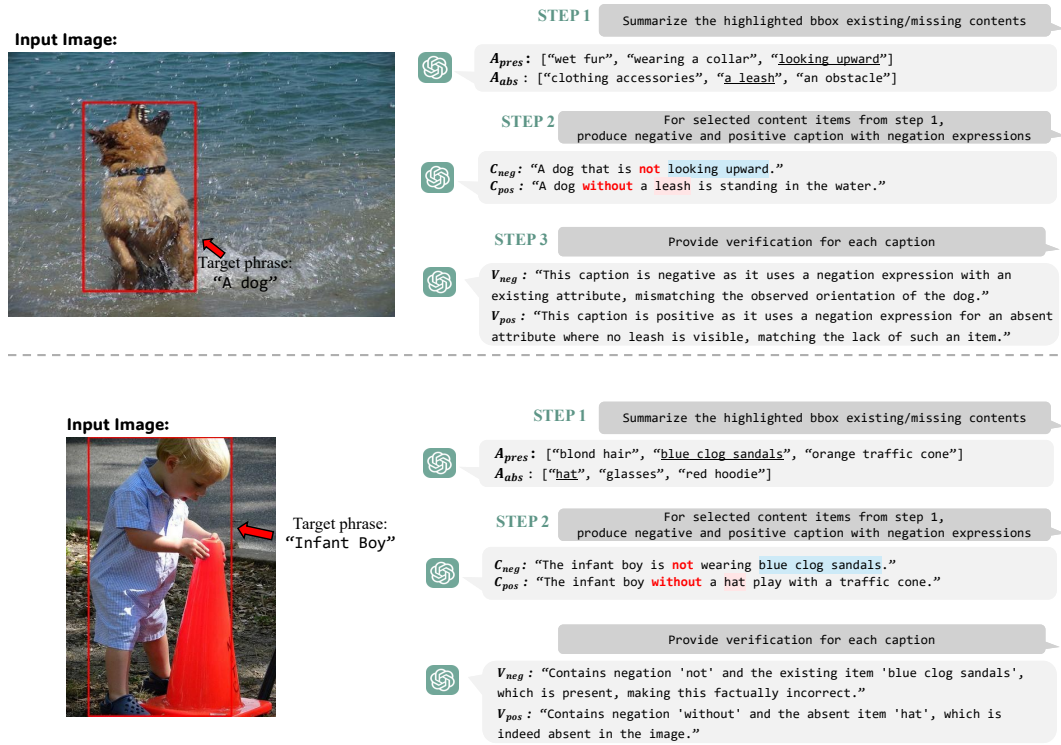 Input Image:
Target phrase:
"A dog"
STEP 1
Summarize the highlighted bbox existing/missing contents
A_pres: ["wet fur", "wearing a collar", "looking upward"]
A_abs : ["clothing accessories", "a leash", "an obstacle"]
STEP 2
For selected content items from step 1,
produce negative and positive caption with negation expressions
C_neg: "A dog that is not looking upward."
C_pos : "A dog without a leash is standing in the water."
STEP 3
Provide verification for each caption
V_neg : "This caption is negative as it uses a negation expression with an
existing attribute, mismatching the observed orientation of the dog."
V_pos : "This caption is positive as it uses a negation expression for an absent
attribute where no leash is visible, matching the lack of such an item."
Input Image:
Target phrase:
"Infant Boy"
STEP 1
Summarize the highlighted bbox existing/missing contents
A_pres: ["blond hair", "blue clog sandals", "orange traffic cone"]
A_abs : ["hat", "glasses", "red hoodie"]
STEP 2
For selected content items from step 1,
produce negative and positive caption with negation expressions
C_neg: "The infant boy is not wearing blue clog sandals."
C_pos : "The infant boy without a hat play with a traffic cone."
Provide verification for each caption
V_neg : "Contains negation 'not' and the existing item 'blue clog sandals',
which is present, making this factually incorrect."
V_pos : "Contains negation 'without' and the absent item 'hat', which is
indeed absent in the image."